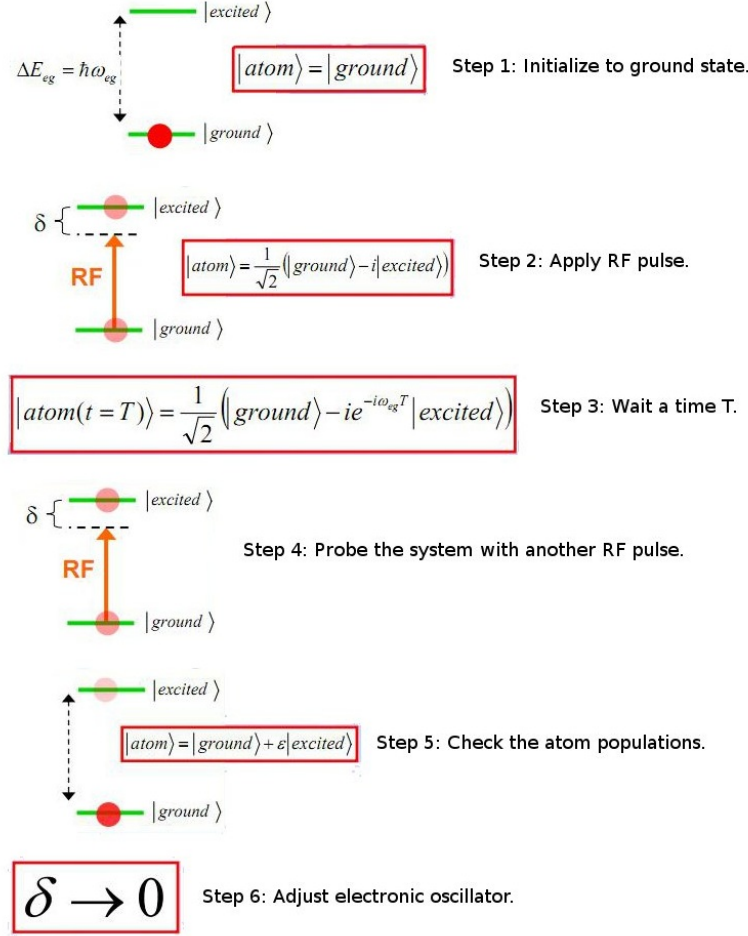 |excited⟩
ΔE_eg = ħω_eg
|atom⟩ = |ground⟩
Step 1: Initialize to ground state.
|ground⟩
|excited⟩
δ
RF
|atom⟩ = 1/√2 (|ground⟩ − i|excited⟩)
Step 2: Apply RF pulse.
|ground⟩
|atom(t = T)⟩ = 1/√2 (|ground⟩ − ie^{−iω_eg T}|excited⟩)
Step 3: Wait a time T.
|excited⟩
δ
RF
Step 4: Probe the system with another RF pulse.
|ground⟩
|excited⟩
|atom⟩ = |ground⟩ + ε|excited⟩
Step 5: Check the atom populations.
|ground⟩
δ → 0
Step 6: Adjust electronic oscillator.